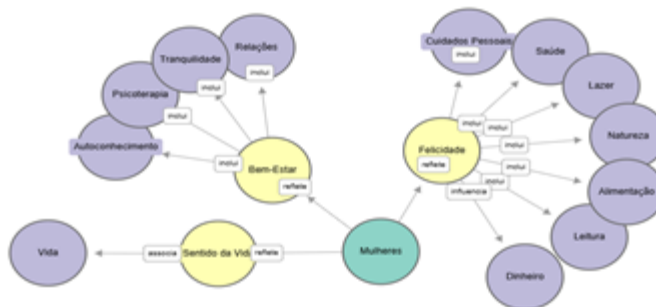 Relações
inclui
Tranquilidade
inclui
Psicoterapia
inclui
Autoconhecimento
inclui
Bem-Estar
reflete
Cuidados Pessoais
inclui
Saúde
inclui
Lazer
inclui
Natureza
inclui
Alimentação
inclui
Leitura
inclui
Dinheiro
influencia
Felicidade
reflete
Vida
associa
Sentido da Vida
reflete
Mulheres